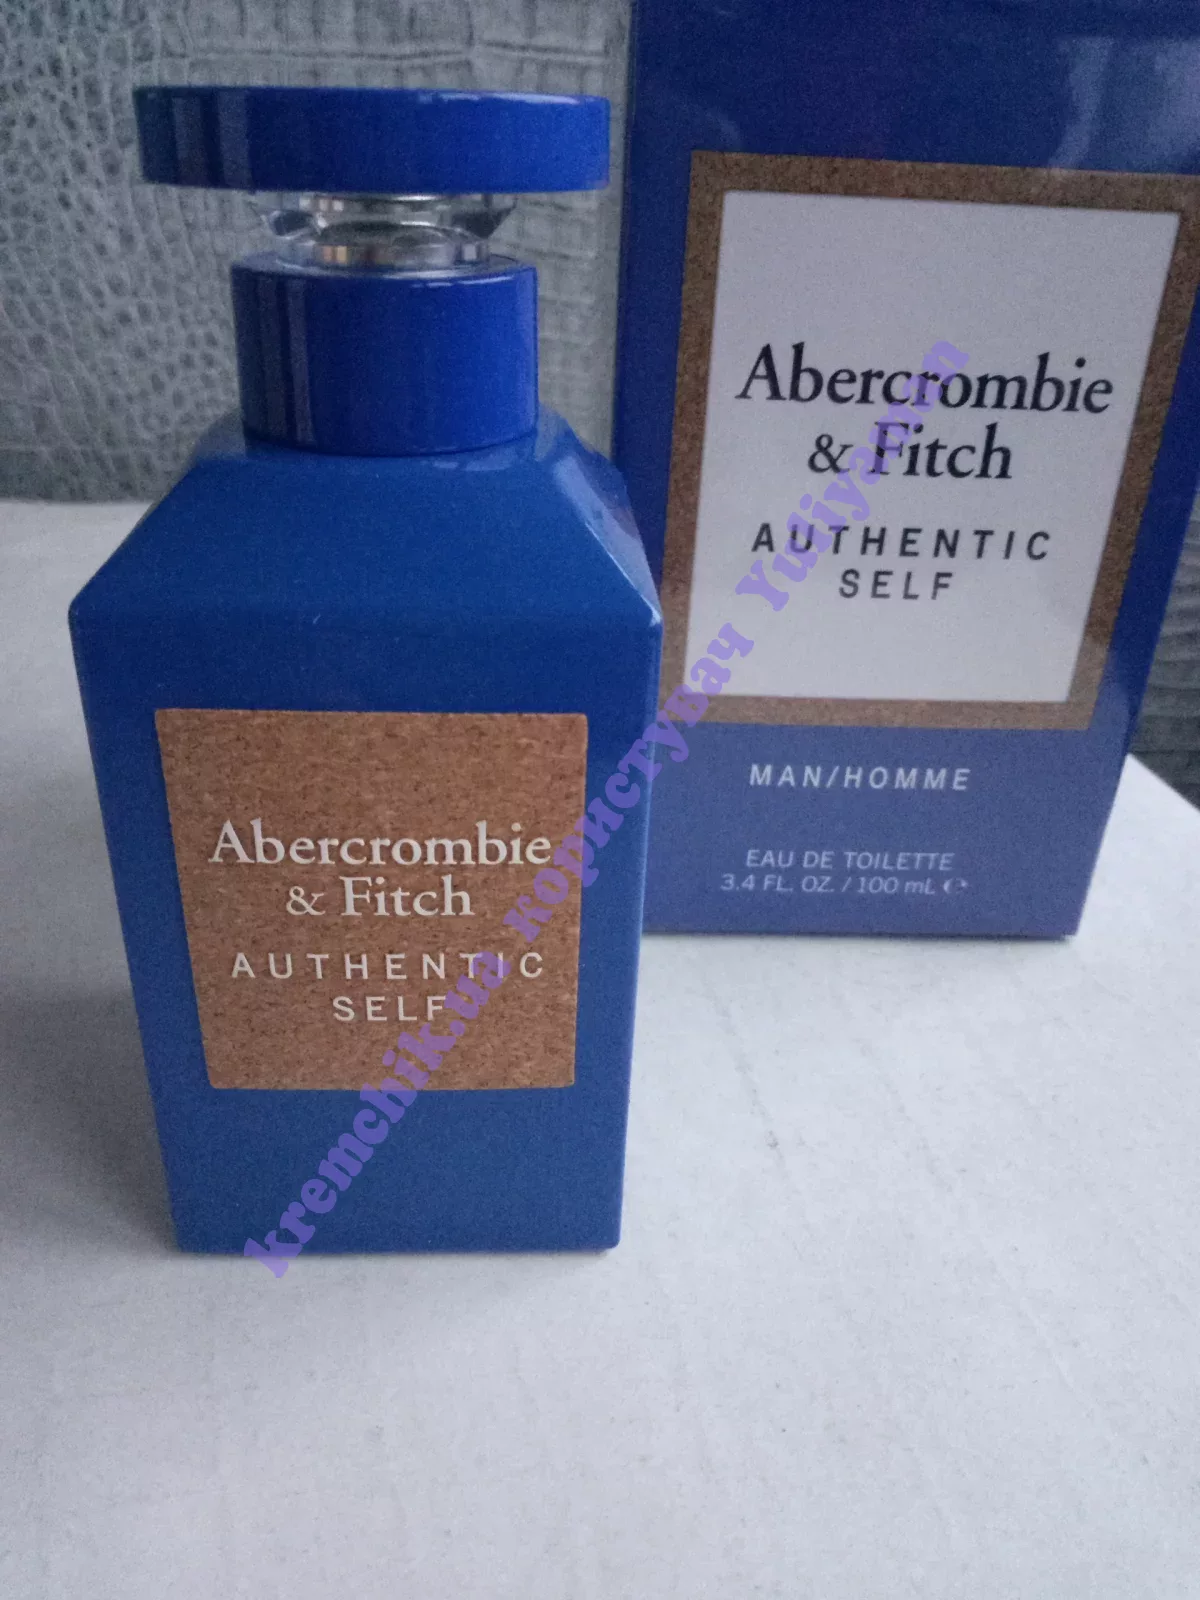 Abercrombie
& Fitch
AUTHENTIC
SELF
MAN/HOMME
EAU DE TOILETTE
3.4 FL. OZ. / 100 mL ℮
Abercrombie
& Fitch
AUTHENTIC
SELF
kremchik.ua користувач Yuliyaman